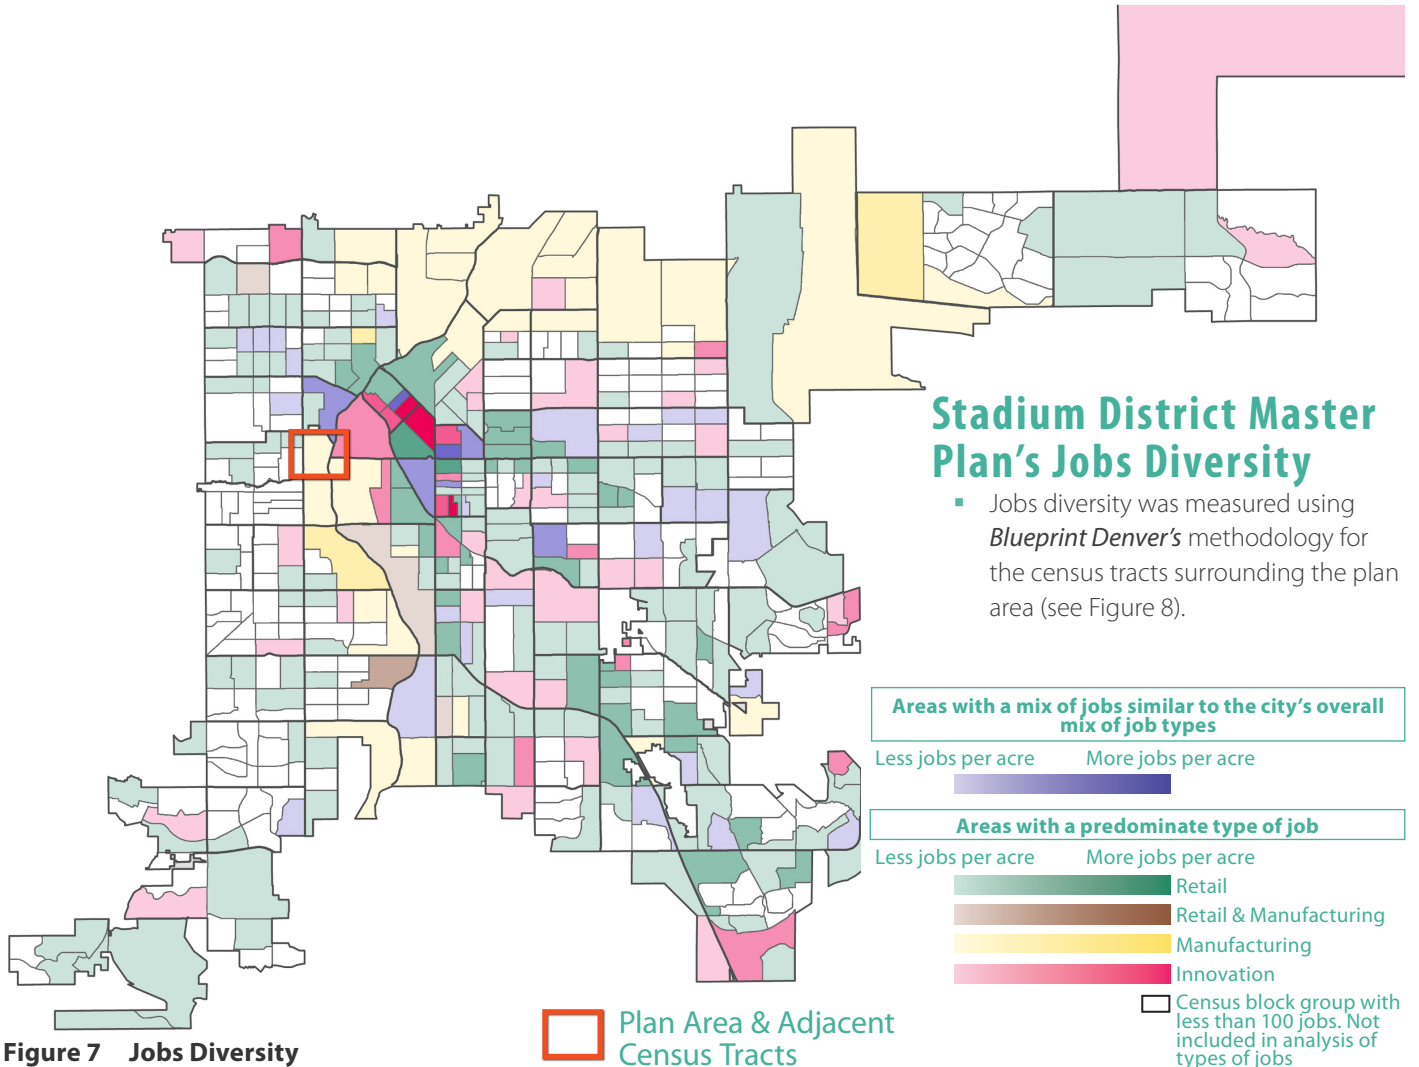 Stadium District Master
Plan's Jobs Diversity
▪ Jobs diversity was measured using
Blueprint Denver's methodology for
the census tracts surrounding the plan
area (see Figure 8).
Areas with a mix of jobs similar to the city's overall
mix of job types
Less jobs per acre More jobs per acre
Areas with a predominate type of job
Less jobs per acre More jobs per acre
Retail
Retail & Manufacturing
Manufacturing
Innovation
Census block group with
less than 100 jobs. Not
included in analysis of
types of jobs
Plan Area & Adjacent
Census Tracts
Figure 7 Jobs Diversity